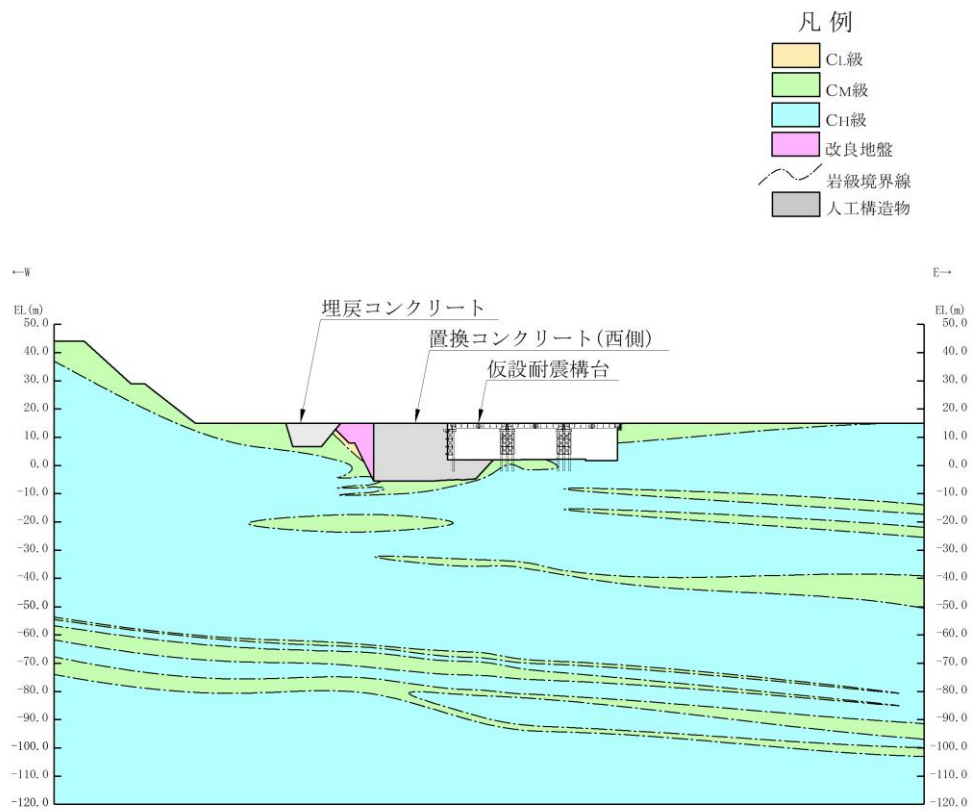 凡例
CL級
CM級
CH級
改良地盤
岩級境界線
人工構造物
←W
E→
EL(m)
EL(m)
埋戻コンクリート
置換コンクリート(西側)
仮設耐震構台
50.0
50.0
40.0
40.0
30.0
30.0
20.0
20.0
10.0
10.0
0.0
0.0
-10.0
-10.0
-20.0
-20.0
-30.0
-30.0
-40.0
-40.0
-50.0
-50.0
-60.0
-60.0
-70.0
-70.0
-80.0
-80.0
-90.0
-90.0
-100.0
-100.0
-110.0
-110.0
-120.0
-120.0